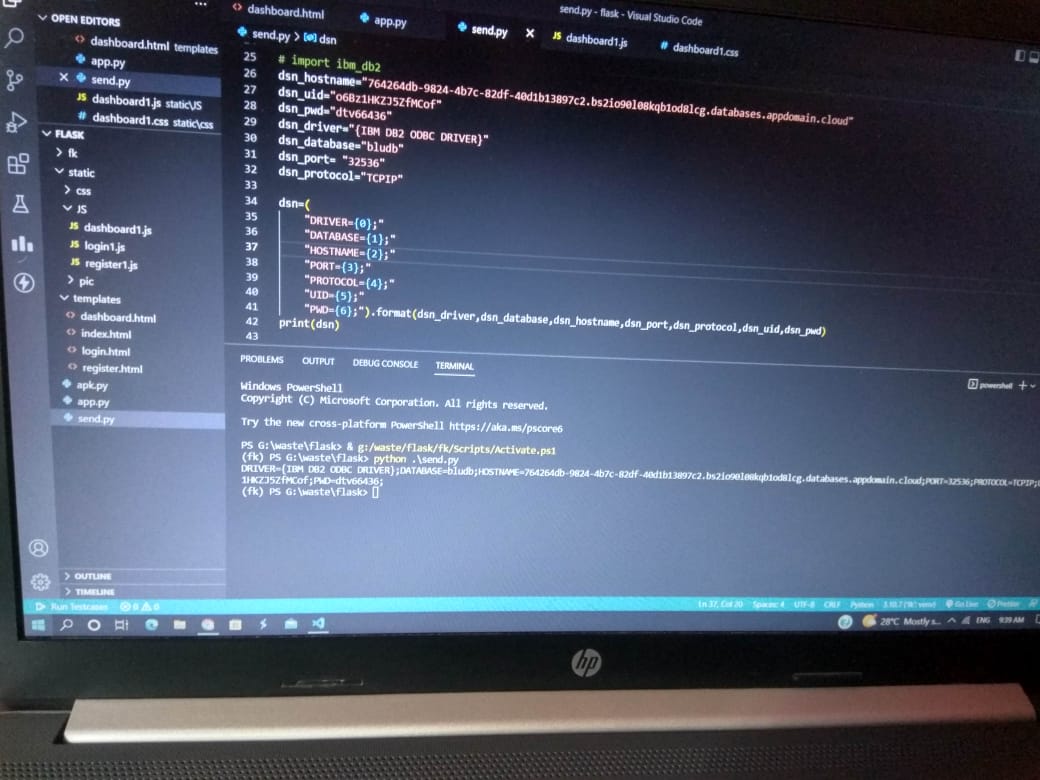 send.py - flask - Visual Studio Code
OPEN EDITORS
dashboard.html templates
app.py
send.py
dashboard1.js static\JS
dashboard1.css static\css
FLASK
fk
static
css
JS
dashboard1.js
login1.js
register1.js
pic
templates
dashboard.html
index.html
login.html
register.html
apk.py
app.py
send.py
OUTLINE
TIMELINE
dashboard.html
app.py
send.py
JS dashboard1.js
# dashboard1.css
send.py > dsn
25 # import ibm_db2
26 dsn_hostname="764264db-9824-4b7c-82df-40d1b13897c2.bs2io90l08kqb1od8lcg.databases.appdomain.cloud"
27 dsn_uid="o6Bz1HKZJ5ZfMCof"
28 dsn_pwd="dtv66436"
29 dsn_driver="{IBM DB2 ODBC DRIVER}"
30 dsn_database="bludb"
31 dsn_port= "32536"
32 dsn_protocol="TCPIP"
33
34 dsn=(
35 "DRIVER={0};"
36 "DATABASE={1};"
37 "HOSTNAME={2};"
38 "PORT={3};"
39 "PROTOCOL={4};"
40 "UID={5};"
41 "PWD={6};").format(dsn_driver,dsn_database,dsn_hostname,dsn_port,dsn_protocol,dsn_uid,dsn_pwd)
42 print(dsn)
43
PROBLEMS OUTPUT DEBUG CONSOLE TERMINAL
powershell
Windows PowerShell
Copyright (C) Microsoft Corporation. All rights reserved.
Try the new cross-platform PowerShell https://aka.ms/pscore6
PS G:\waste\flask> & g:/waste/flask/fk/Scripts/Activate.ps1
(fk) PS G:\waste\flask> python .\send.py
DRIVER={IBM DB2 ODBC DRIVER};DATABASE=bludb;HOSTNAME=764264db-9824-4b7c-82df-40d1b13897c2.bs2io90l08kqb1od8lcg.databases.appdomain.cloud;PORT=32536;PROTOCOL=TCPIP;
1HKZJ5ZfMCof;PWD=dtv66436;
(fk) PS G:\waste\flask>
Run Testcases 0 0 Ln 37, Col 20 Spaces: 4 UTF-8 CRLF Python 3.10.7 ('fk': venv) Go Live Prettier
28°C Mostly s... ENG 9:39 AM
hp